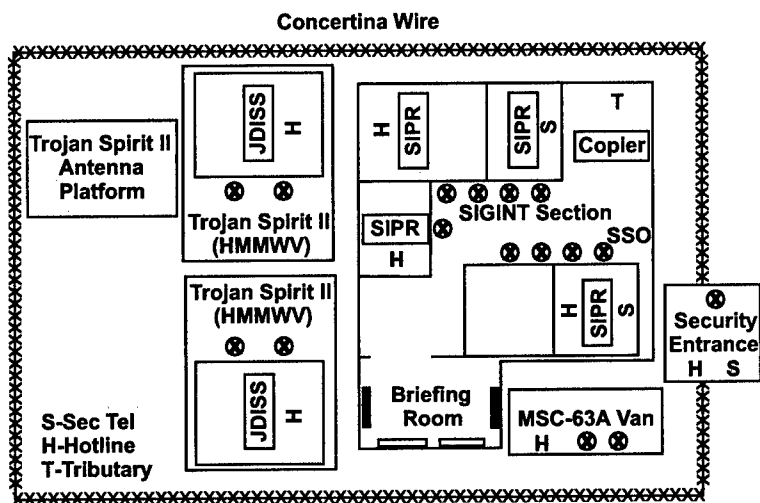 Concertina Wire
Trojan Spirit II
Antenna
Platform
JDISS
H
Trojan Spirit II
(HMMWV)
H
SIPR
SIPR
S
T
Copier
SIGINT Section
SIPR
H
SSO
Trojan Spirit II
(HMMWV)
JDISS
H
H
SIPR
S
Security
Entrance
H S
Briefing
Room
MSC-63A Van
H
S-Sec Tel
H-Hotline
T-Tributary